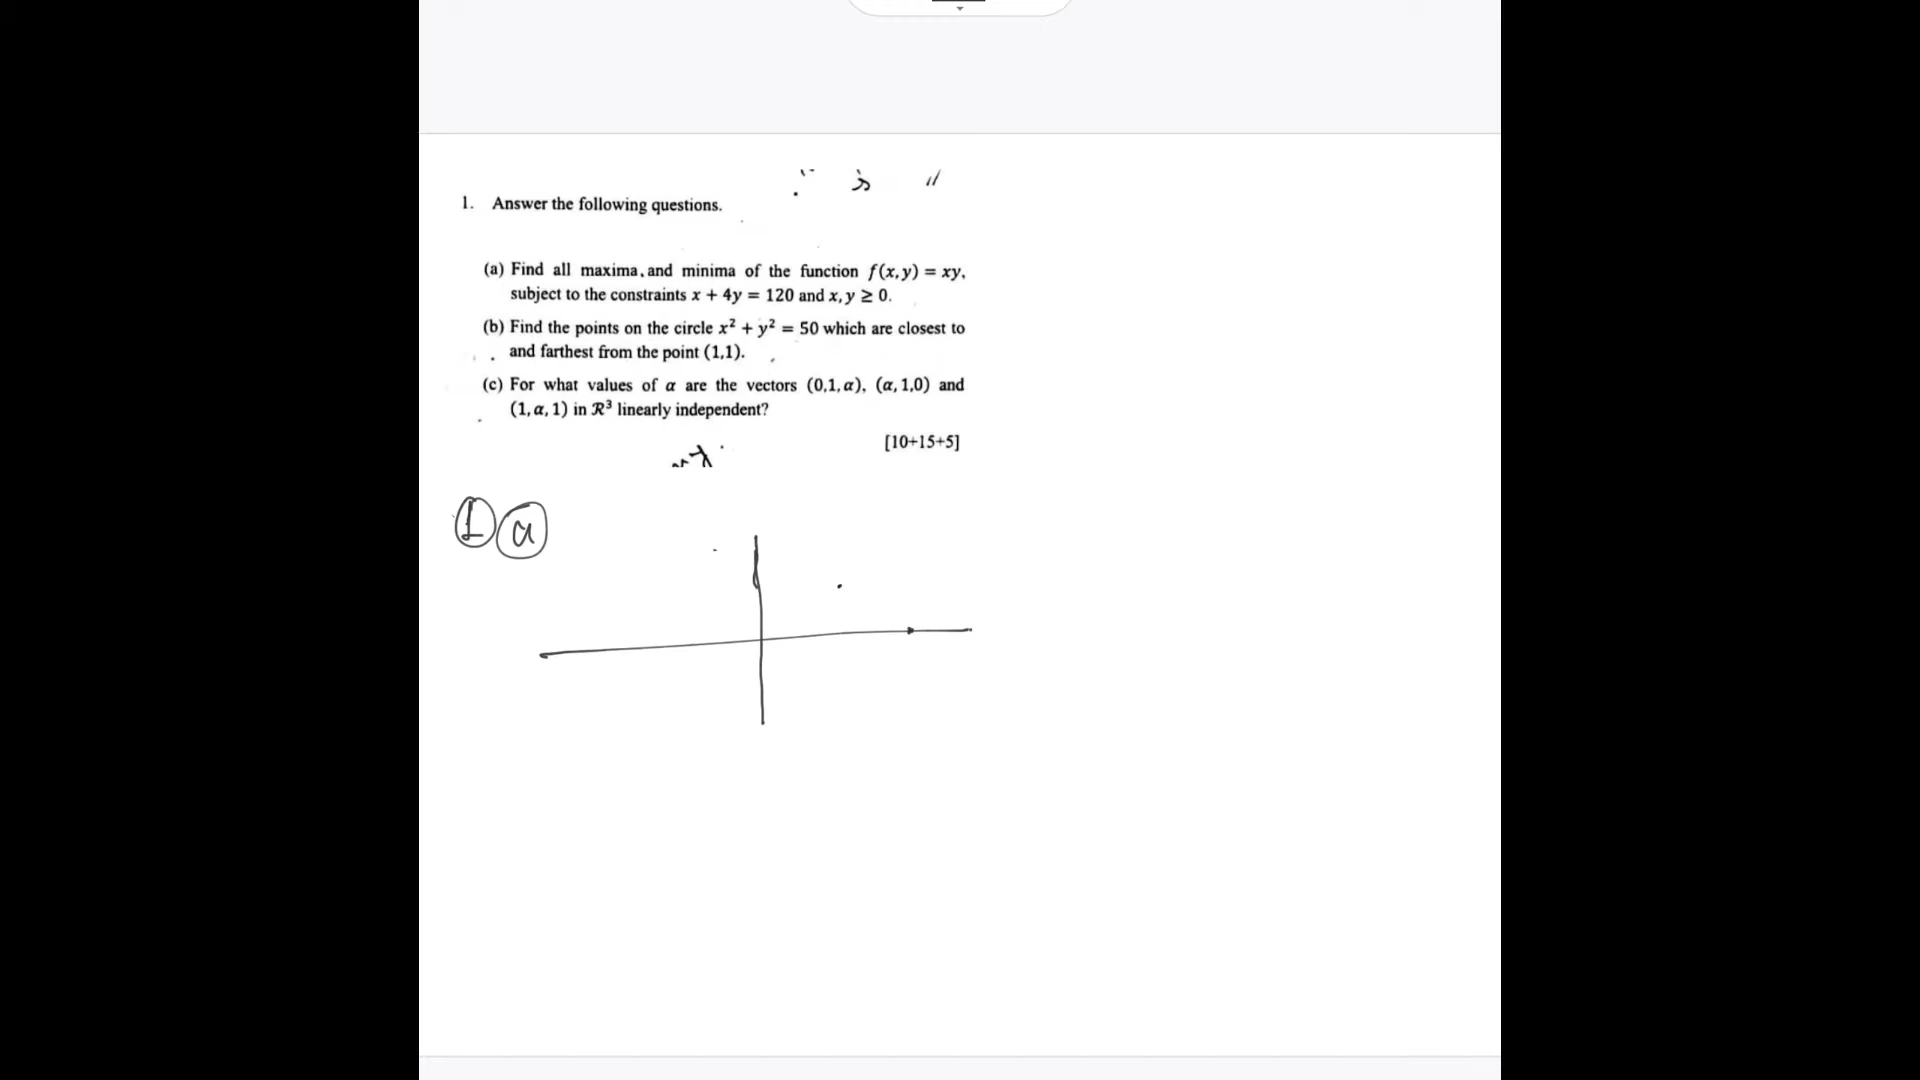 1. Answer the following questions.
(a) Find all maxima, and minima of the function f(x,y) = xy,
subject to the constraints x + 4y = 120 and x, y ≥ 0.
(b) Find the points on the circle x² + y² = 50 which are closest to
and farthest from the point (1,1).
(c) For what values of α are the vectors (0,1,α), (α,1,0) and
(1,α,1) in ℛ³ linearly independent?
[10+15+5]
1 a